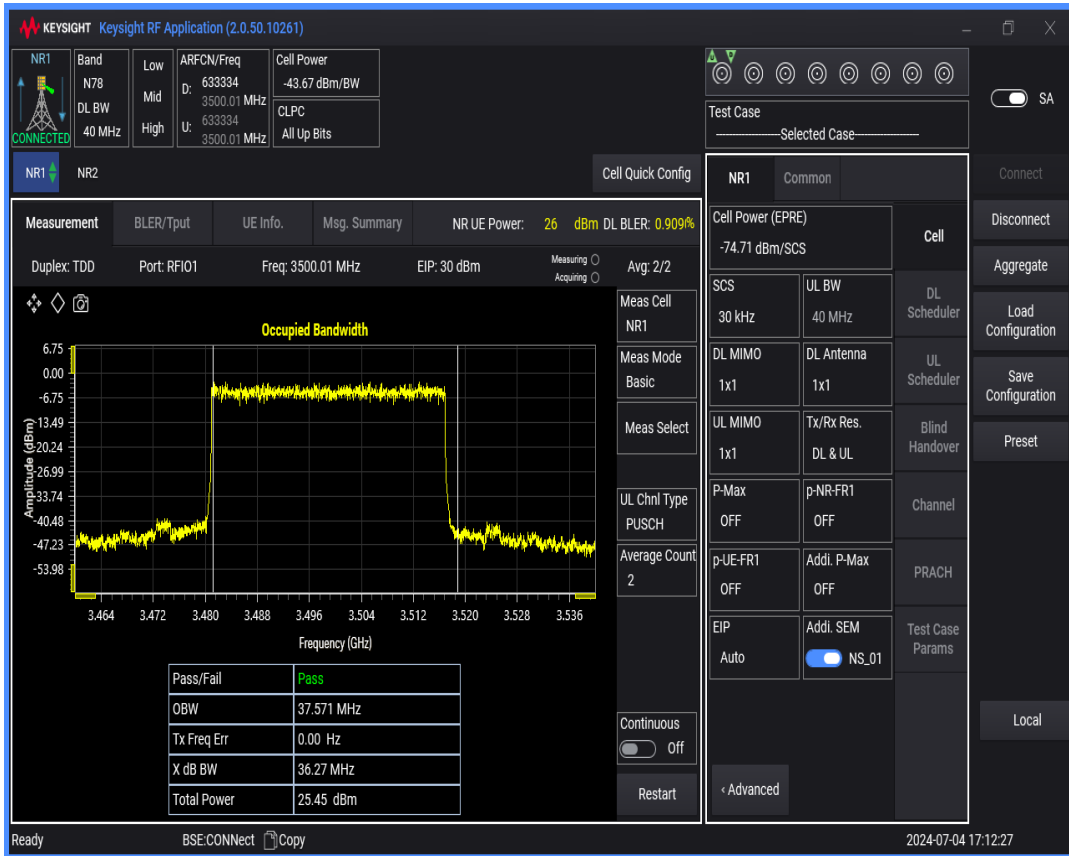 KEYSIGHT Keysight RF Application (2.0.50.10261)
NR1
CONNECTED
Band
N78
DL BW
40 MHz
Low
Mid
High
ARFCN/Freq
D: 633334
3500.01 MHz
U: 633334
3500.01 MHz
Cell Power
-43.67 dBm/BW
CLPC
All Up Bits
Test Case
--------------------Selected Case--------------------
SA
NR1
NR2
Cell Quick Config
Measurement
BLER/Tput
UE Info.
Msg. Summary
NR UE Power: 26 dBm DL BLER: 0.909%
Duplex: TDD
Port: RFIO1
Freq: 3500.01 MHz
EIP: 30 dBm
Measuring
Acquiring
Avg: 2/2
Occupied Bandwidth
Amplitude (dBm)
6.75
0.00
-6.75
-13.49
-20.24
-26.99
-33.74
-40.48
-47.23
-53.98
3.464 3.472 3.480 3.488 3.496 3.504 3.512 3.520 3.528 3.536
Frequency (GHz)
Pass/Fail Pass
OBW 37.571 MHz
Tx Freq Err 0.00 Hz
X dB BW 36.27 MHz
Total Power 25.45 dBm
Meas Cell
NR1
Meas Mode
Basic
Meas Select
UL Chnl Type
PUSCH
Average Count
2
Continuous
Off
Restart
NR1
Common
Cell Power (EPRE)
-74.71 dBm/SCS
SCS
30 kHz
UL BW
40 MHz
DL MIMO
1x1
DL Antenna
1x1
UL MIMO
1x1
Tx/Rx Res.
DL & UL
P-Max
OFF
p-NR-FR1
OFF
p-UE-FR1
OFF
Addi. P-Max
OFF
EIP
Auto
Addi. SEM
NS_01
‹ Advanced
Cell
DL
Scheduler
UL
Scheduler
Blind
Handover
Channel
PRACH
Test Case
Params
Connect
Disconnect
Aggregate
Load
Configuration
Save
Configuration
Preset
Local
Ready
BSE:CONNect
Copy
2024-07-04 17:12:27